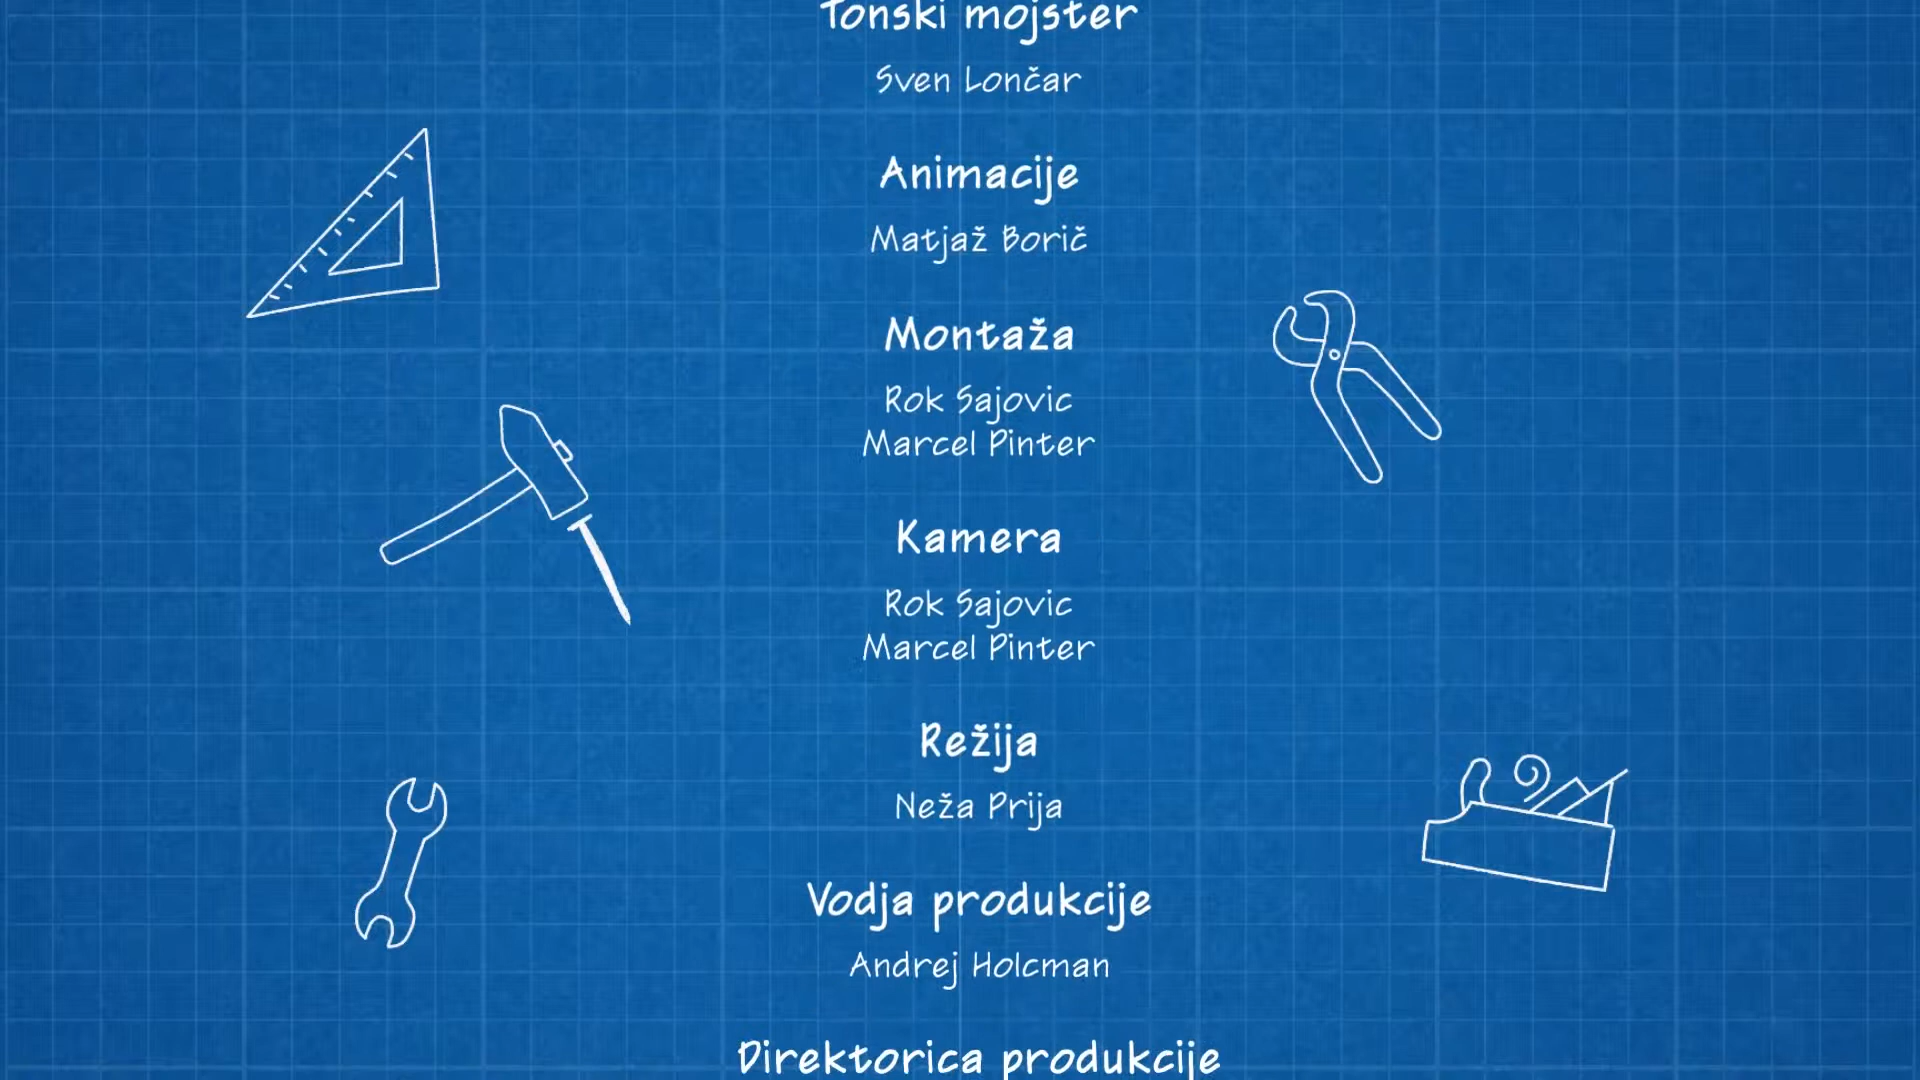 Tonski mojster
Sven Lončar
Animacije
Matjaž Borič
Montaža
Rok Sajovic
Marcel Pinter
Kamera
Rok Sajovic
Marcel Pinter
Režija
Neža Prija
Vodja produkcije
Andrej Holcman
Direktorica produkcije